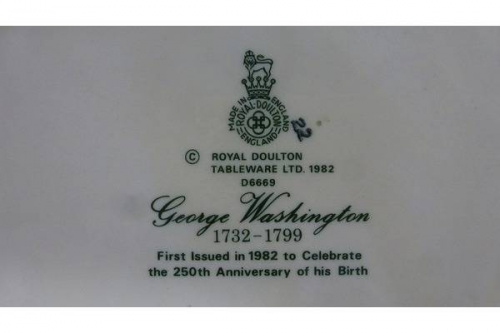 MADE IN ENGLAND
ROYAL-DOULTON
ENGLAND
22
© ROYAL DOULTON
TABLEWARE LTD. 1982
D6669
George Washington
1732-1799
First Issued in 1982 to Celebrate
the 250th Anniversary of his Birth